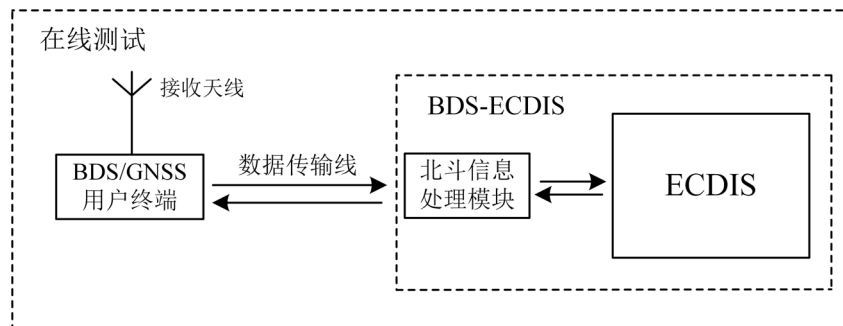 在线测试
接收天线
BDS/GNSS
用户终端
数据传输线
BDS-ECDIS
北斗信息
处理模块
ECDIS